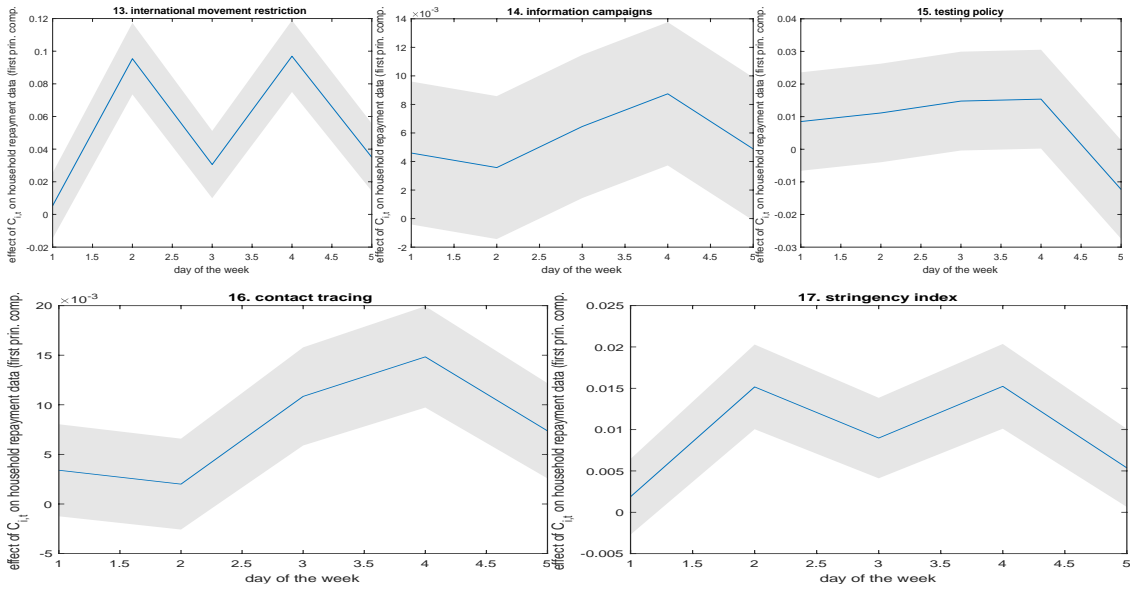 13. international movement restriction
effect of C_{i,t} on household repayment data (first prin. comp.
0.12
0.1
0.08
0.06
0.04
0.02
0
-0.02
1 1.5 2 2.5 3 3.5 4 4.5 5
day of the week
14. information campaigns
×10^{-3}
effect of C_{i,t} on household repayment data (first prin. comp.
14
12
10
8
6
4
2
0
-2
1 1.5 2 2.5 3 3.5 4 4.5 5
day of the week
15. testing policy
effect of C_{i,t} on household repayment data (first prin. comp.
0.04
0.03
0.02
0.01
0
-0.01
-0.02
-0.03
1 1.5 2 2.5 3 3.5 4 4.5 5
day of the week
16. contact tracing
×10^{-3}
effect of C_{i,t} on household repayment data (first prin. comp.
20
15
10
5
0
-5
1 1.5 2 2.5 3 3.5 4 4.5 5
day of the week
17. stringency index
effect of C_{i,t} on household repayment data (first prin. comp.
0.025
0.02
0.015
0.01
0.005
0
-0.005
1 1.5 2 2.5 3 3.5 4 4.5 5
day of the week